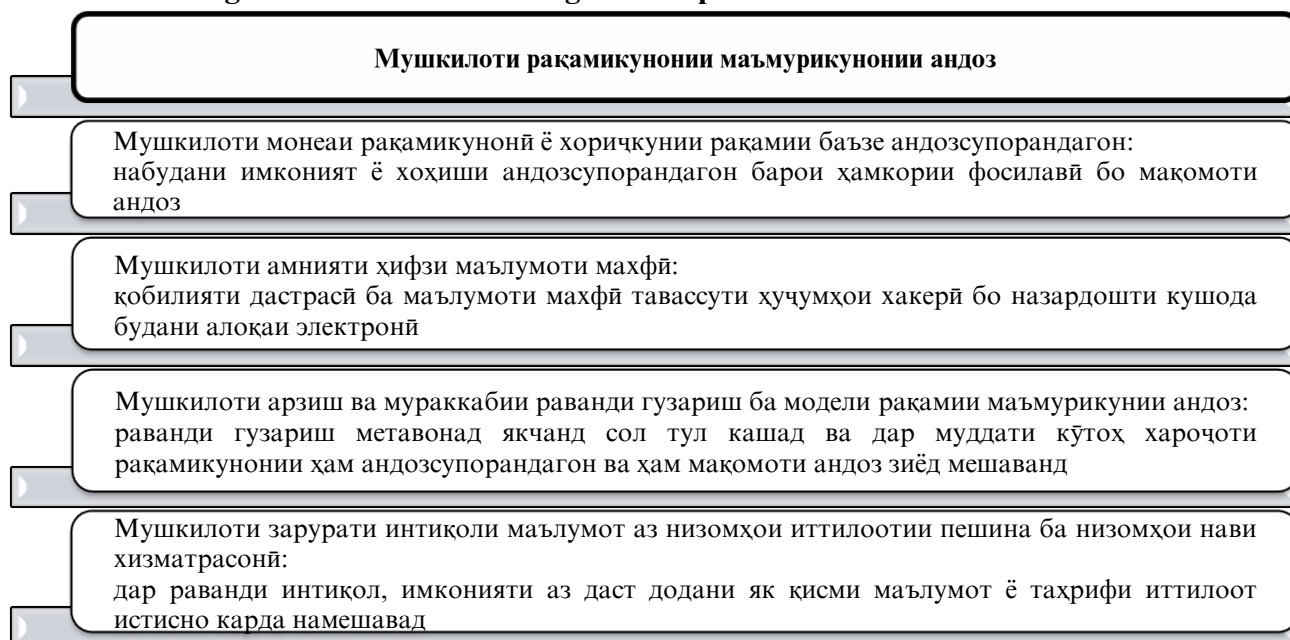 Мушкилоти рақамикунонии маъмурикунонии андоз
Мушкилоти монеаи рақамикунонӣ ё хориҷкунии рақамии баъзе андозсупорандагон:
набудани имконият ё хоҳиши андозсупорандагон барои ҳамкории фосилавӣ бо мақомоти
андоз
Мушкилоти амнияти ҳифзи маълумоти махфӣ:
қобилияти дастрасӣ ба маълумоти махфӣ тавассути ҳуҷумҳои хакерӣ бо назардошти кушода
будани алоқаи электронӣ
Мушкилоти арзиш ва мураккабии раванди гузариш ба модели рақамии маъмурикунии андоз:
раванди гузариш метавонад якчанд сол тул кашад ва дар муддати кӯтоҳ хароҷоти
рақамикунонии ҳам андозсупорандагон ва ҳам мақомоти андоз зиёд мешаванд
Мушкилоти зарурати интиқоли маълумот аз низомҳои иттилоотии пешина ба низомҳои нави
хизматрасонӣ:
дар раванди интиқол, имконияти аз даст додани як қисми маълумот ё таҳрифи иттилоот
истисно карда намешавад